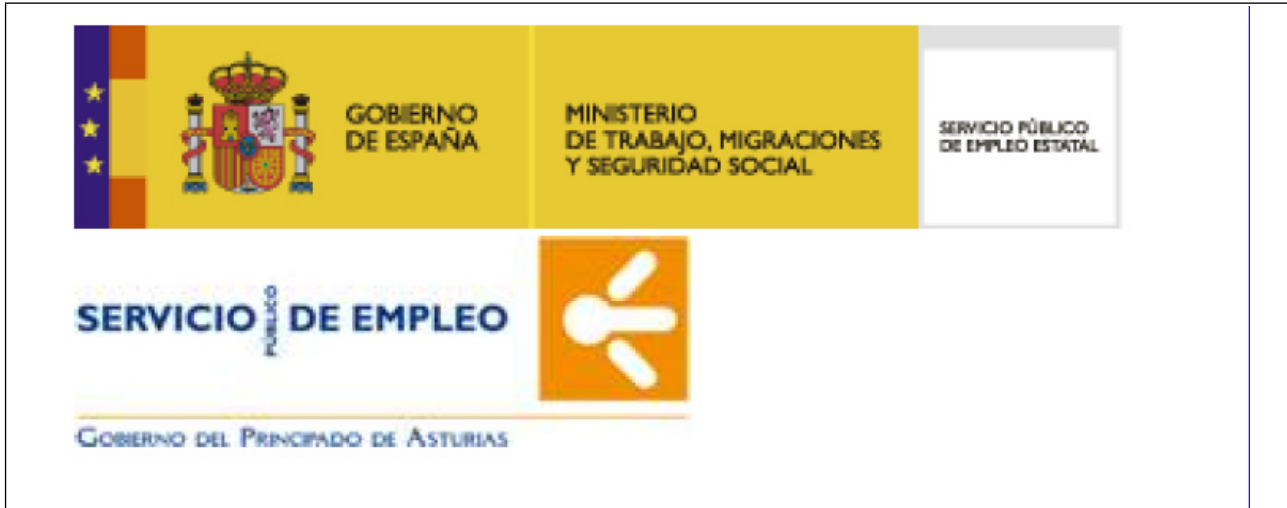 GOBIERNO
DE ESPAÑA
MINISTERIO
DE TRABAJO, MIGRACIONES
Y SEGURIDAD SOCIAL
SERVICIO PÚBLICO
DE EMPLEO ESTATAL
SERVICIO PÚBLICO DE EMPLEO
GOBIERNO DEL PRINCIPADO DE ASTURIAS